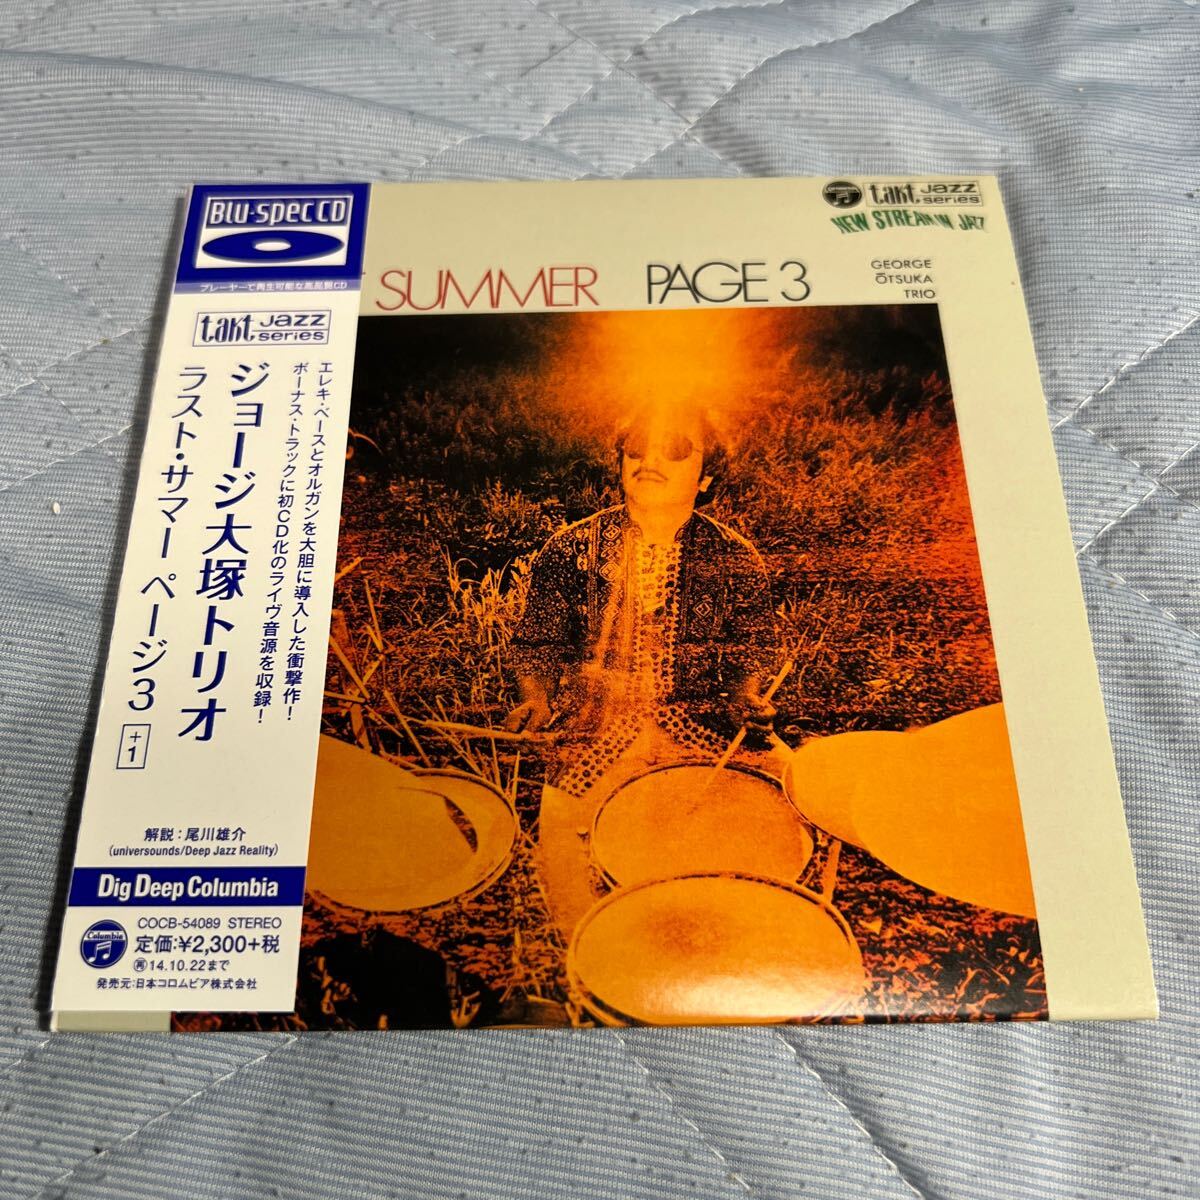 Blu-specCD
プレーヤーで再生可能な高品質CD
takt Jazz series
エレキ・ベースとオルガンを大胆に導入した衝撃作！
ボーナス・トラックに初CD化のライヴ音源を収録！
ジョージ大塚トリオ
ラスト・サマー ページ3 +1
解説：尾川雄介
(universounds/Deep Jazz Reality)
Dig Deep Columbia
Columbia
COCB-54089 STEREO
定価:¥2,300+税
再14.10.22まで
発売元:日本コロムビア株式会社
takt Jazz series
NEW STREAM IN JAZZ
SUMMER PAGE 3
GEORGE
ŌTSUKA
TRIO